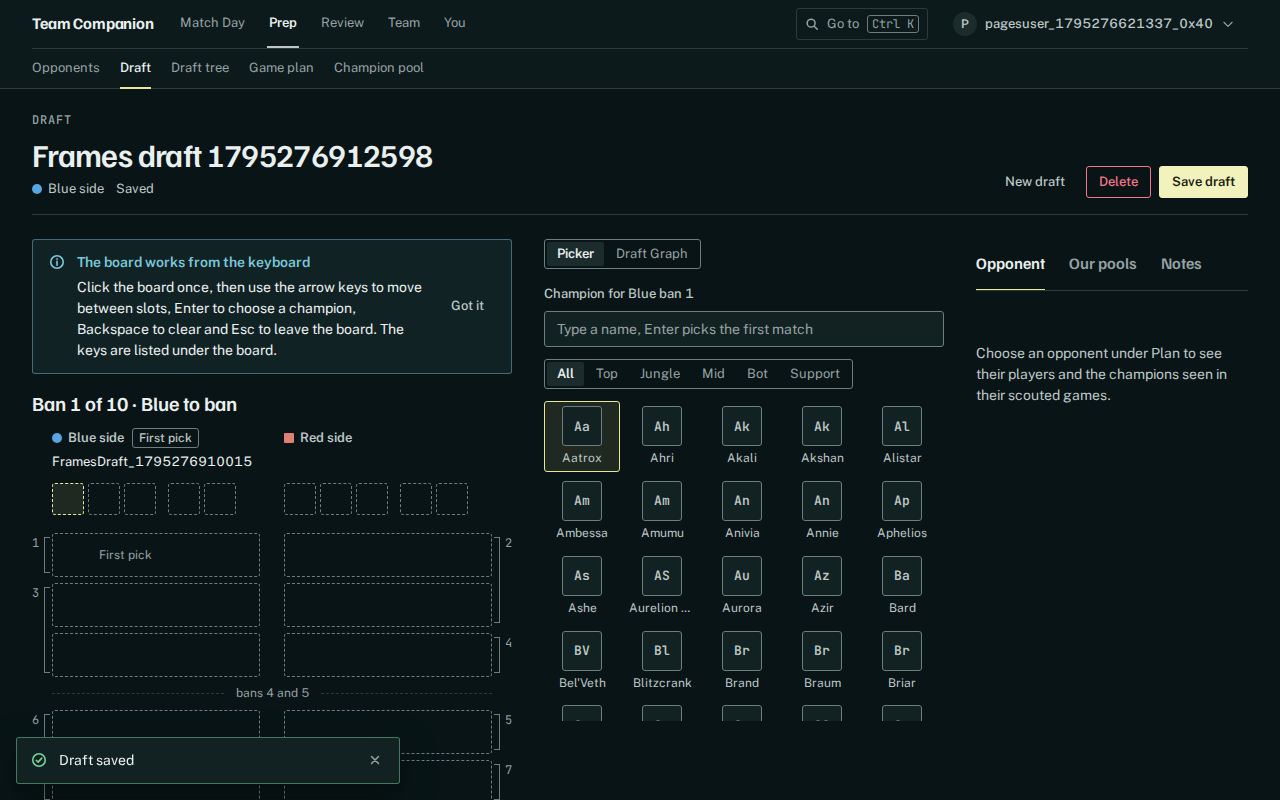 Team Companion
Match Day
Prep
Review
Team
You
Go to
Ctrl K
P
pagesuser_1795276621337_0x40
Opponents
Draft
Draft tree
Game plan
Champion pool
DRAFT
Frames draft 1795276912598
Blue side
Saved
New draft
Delete
Save draft
The board works from the keyboard
Click the board once, then use the arrow keys to move
between slots, Enter to choose a champion,
Backspace to clear and Esc to leave the board. The
keys are listed under the board.
Got it
Ban 1 of 10 · Blue to ban
Blue side
First pick
Red side
FramesDraft_1795276910015
1
First pick
2
3
4
bans 4 and 5
6
5
7
Picker
Draft Graph
Champion for Blue ban 1
Type a name, Enter picks the first match
All
Top
Jungle
Mid
Bot
Support
Aa
Ah
Ak
Ak
Al
Aatrox
Ahri
Akali
Akshan
Alistar
Am
Am
An
An
Ap
Ambessa
Amumu
Anivia
Annie
Aphelios
As
AS
Au
Az
Ba
Ashe
Aurelion ...
Aurora
Azir
Bard
BV
Bl
Br
Br
Br
Bel'Veth
Blitzcrank
Brand
Braum
Briar
Opponent
Our pools
Notes
Choose an opponent under Plan to see
their players and the champions seen in
their scouted games.
Draft saved